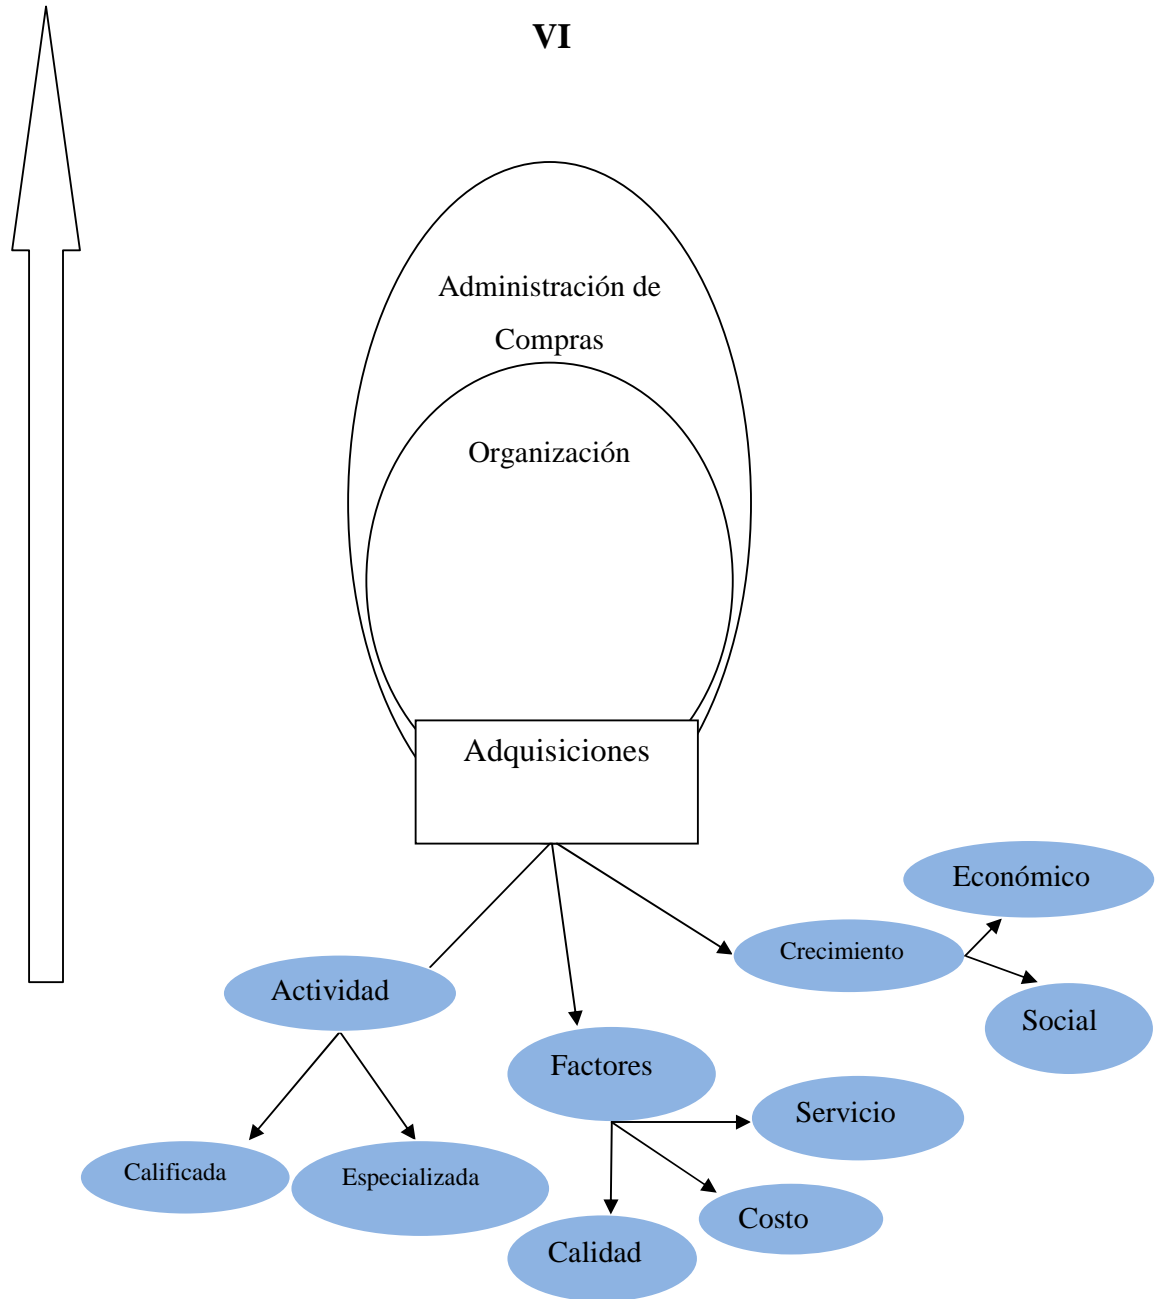 VI
Administración de
Compras
Organización
Adquisiciones
Económico
Crecimiento
Actividad
Social
Factores
Servicio
Calificada
Especializada
Costo
Calidad